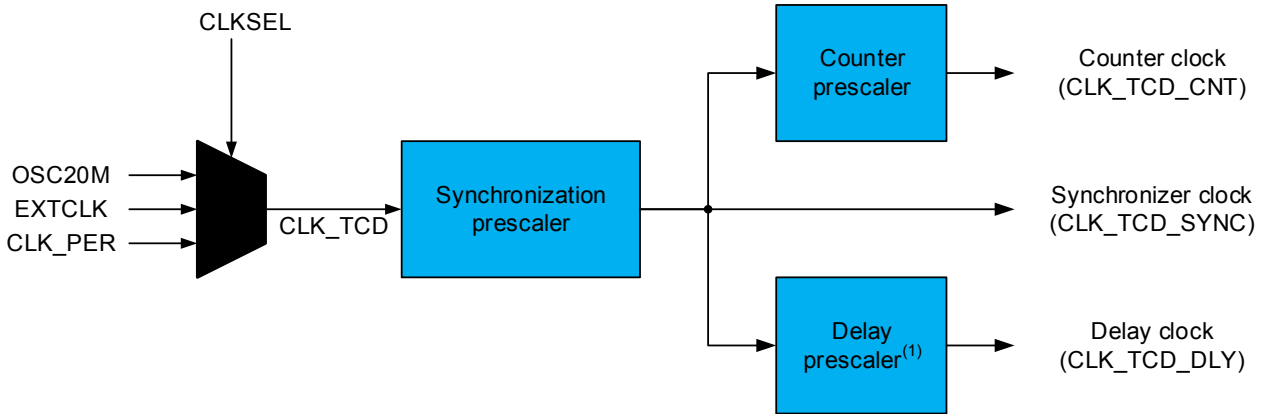 CLKSEL
OSC20M
EXTCLK
CLK_PER
CLK_TCD
Synchronization
prescaler
Counter
prescaler
Counter clock
(CLK_TCD_CNT)
Synchronizer clock
(CLK_TCD_SYNC)
Delay
prescaler(1)
Delay clock
(CLK_TCD_DLY)